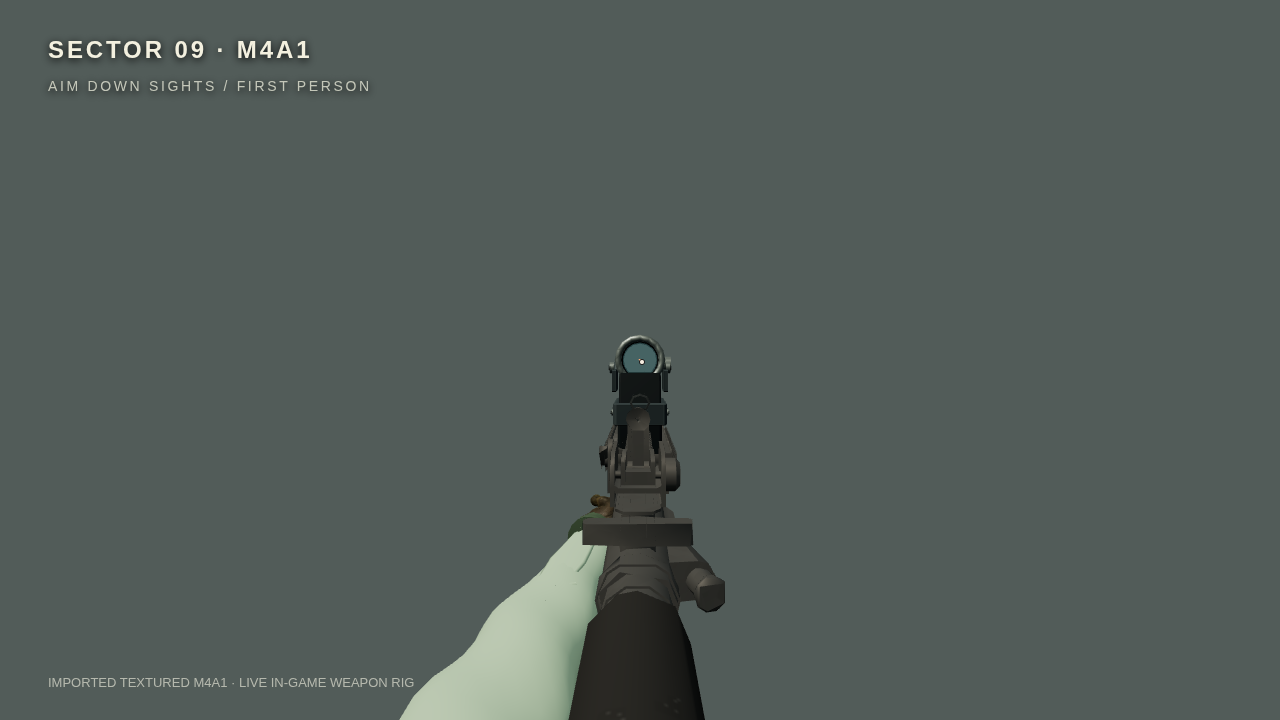 SECTOR 09 · M4A1
AIM DOWN SIGHTS / FIRST PERSON
IMPORTED TEXTURED M4A1 · LIVE IN-GAME WEAPON RIG